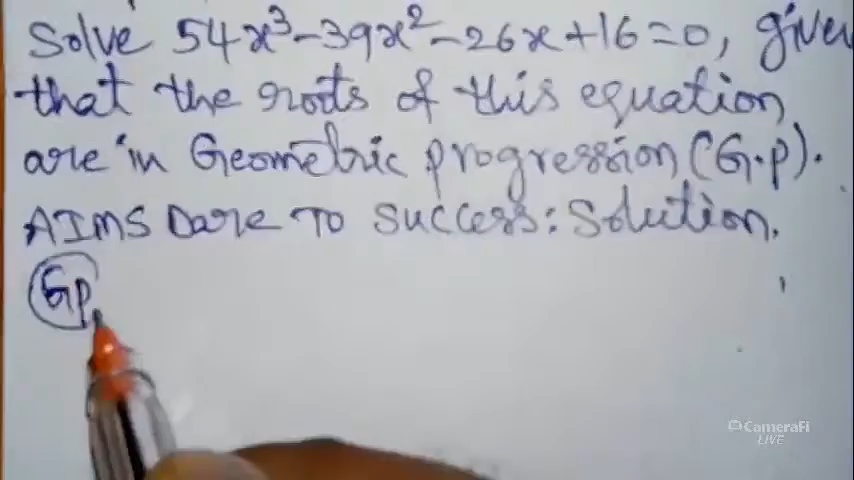 Solve 54x³-39x²-26x+16=0, given
that the roots of this equation
are in Geometric progression (G.p).
AIMS Dare To Success: Solution.
Gp
CameraFi
LIVE